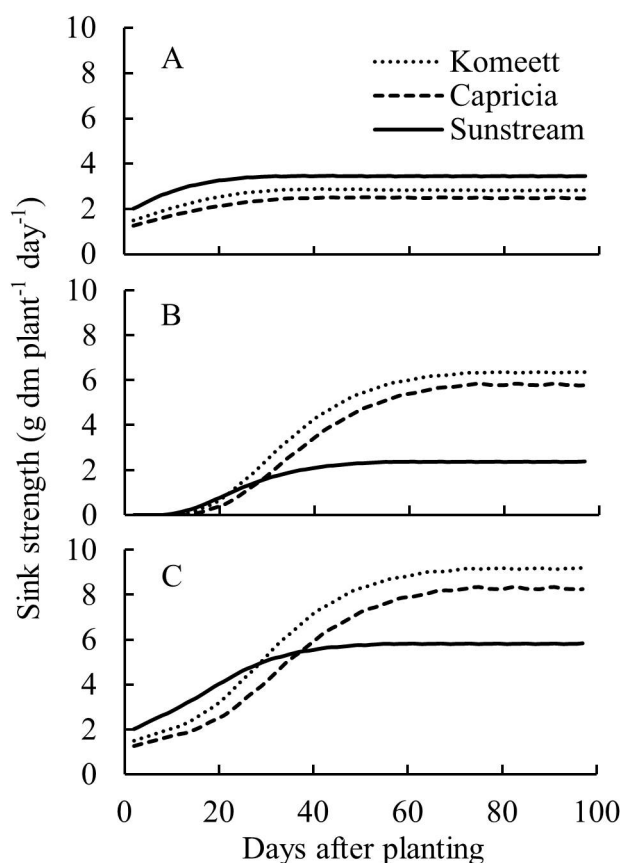 10
8
6
4
2
0
A
Komeett
Capricia
Sunstream
10
8
6
4
2
0
B
10
8
6
4
2
0
C
0 20 40 60 80 100
Days after planting
Sink strength (g dm plant⁻¹ day⁻¹)